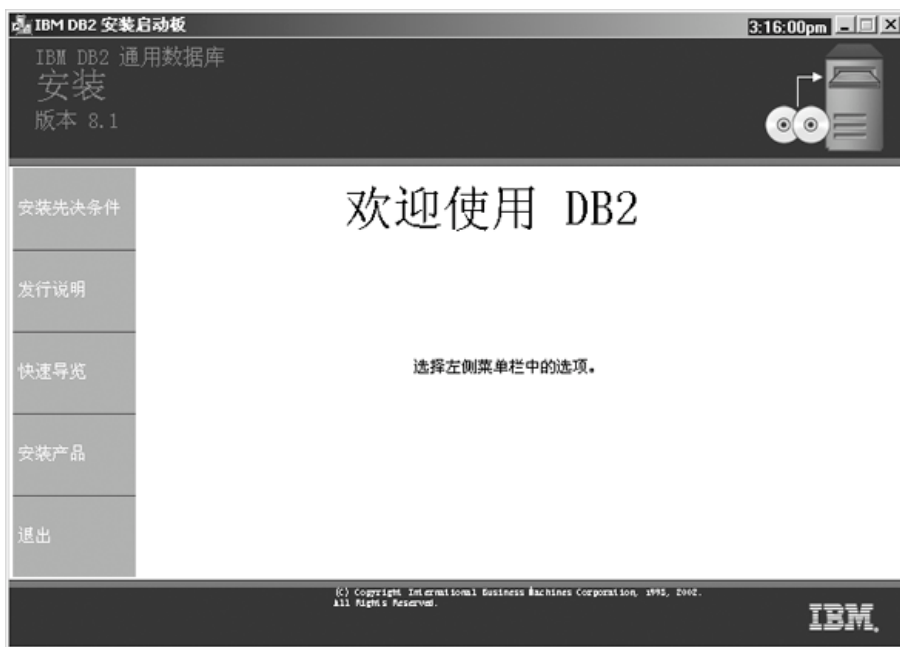 IBM DB2 安装启动板
3:16:00pm
IBM DB2 通用数据库
安装
版本 8.1
安装先决条件
发行说明
快速导览
安装产品
退出
欢迎使用 DB2
选择左侧菜单栏中的选项。
(C) Copyright International Business Machines Corporation, 1993, 2002.
All Rights Reserved.
IBM.